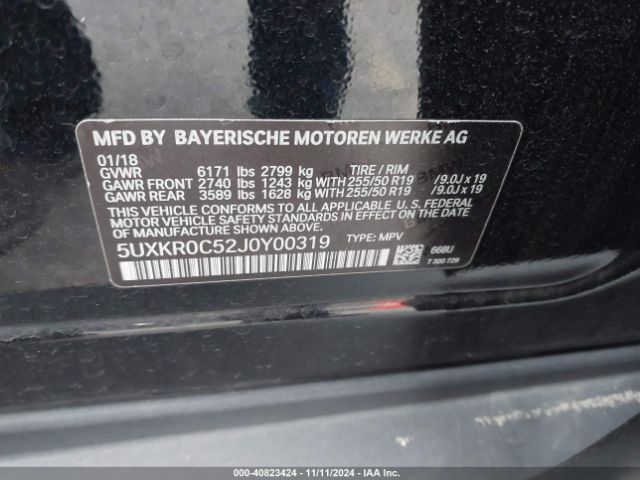 MFD BY BAYERISCHE MOTOREN WERKE AG
01/18
GVWR 6171 lbs 2799 kg TIRE / RIM
GAWR FRONT 2740 lbs 1243 kg WITH 255/50 R19 /9.0J x 19
GAWR REAR 3589 lbs 1628 kg WITH 255/50 R19 /9.0J x 19
THIS VEHICLE CONFORMS TO ALL APPLICABLE U.S. FEDERAL
MOTOR VEHICLE SAFETY STANDARDS IN EFFECT ON THE DATE OF
MANUFACTURE SHOWN ABOVE.
5UXKR0C52J0Y00319 TYPE: MPV 668U
7 320 729
000-40823424 - 11/11/2024 - IAA Inc.